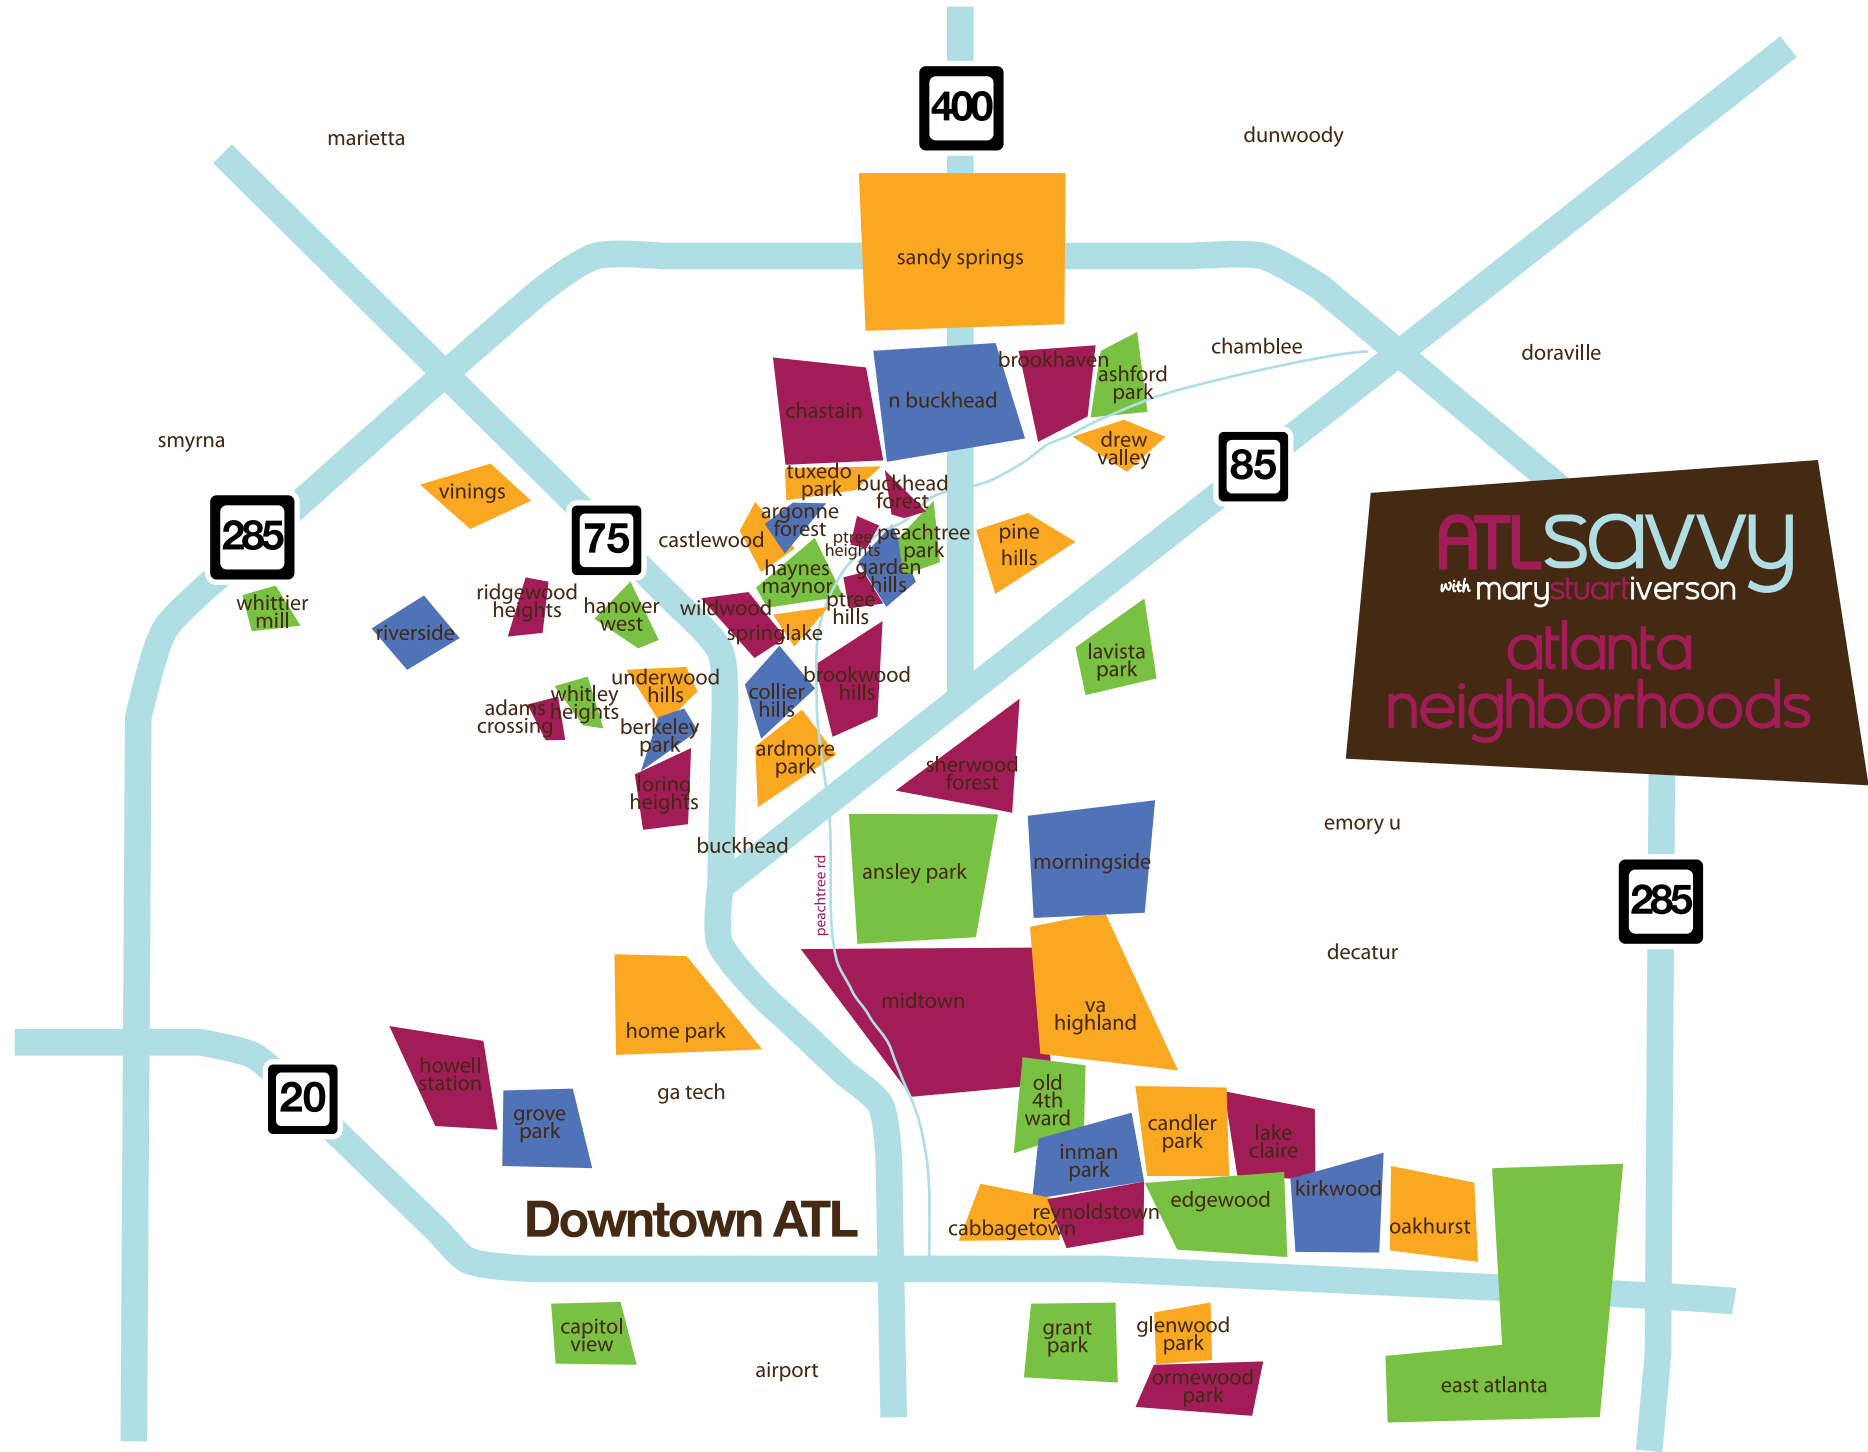 400
marietta
dunwoody
sandy springs
chamblee
doraville
brookhaven
ashford
park
n buckhead
chastain
smyrna
drew
valley
85
vinings
tuxedo
park
buckhead
forest
285
75
argonne
forest
castlewood
ptree
heights
peachtree
park
pine
hills
haynes
maynor
garden
hills
ATLsavvy
with marystuartiverson
atlanta
neighborhoods
whittier
mill
riverside
ridgewood
heights
hanover
west
wildwood
ptree
hills
springlake
lavista
park
underwood
hills
collier
hills
brookwood
hills
adams
crossing
whitley
heights
berkeley
park
ardmore
park
sherwood
forest
loring
heights
buckhead
peachtree rd
ansley park
morningside
emory u
285
decatur
midtown
va
highland
home park
howell
station
ga tech
20
grove
park
old
4th
ward
candler
park
lake
claire
inman
park
kirkwood
edgewood
oakhurst
reynoldstown
cabbagetown
Downtown ATL
capitol
view
airport
grant
park
glenwood
park
ormewood
park
east atlanta